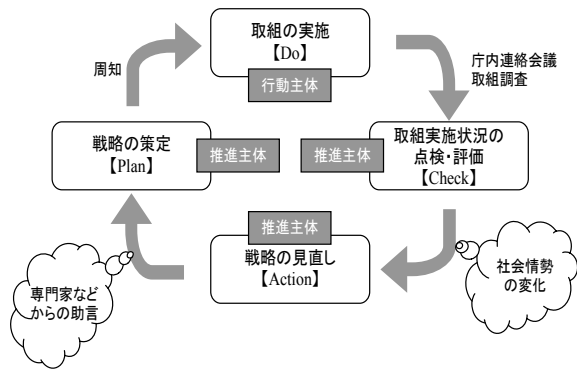 取組の実施
【Do】
行動主体
周知
庁内連絡会議
取組調査
戦略の策定
【Plan】
推進主体
推進主体
取組実施状況の
点検・評価
【Check】
推進主体
戦略の見直し
【Action】
専門家など
からの助言
社会情勢
の変化